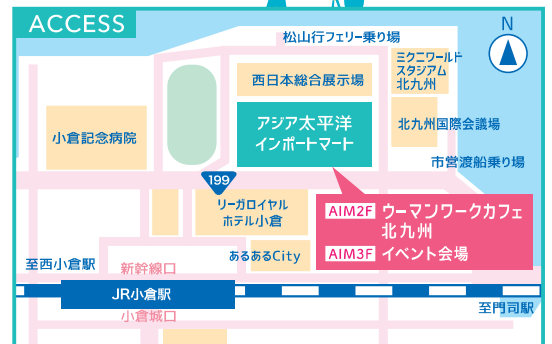 ACCESS
N
松山行フェリー乗り場
ミクニワールド
スタジアム
北九州
西日本総合展示場
アジア太平洋
インポートマート
北九州国際会議場
小倉記念病院
市営渡船乗り場
199
リーガロイヤル
ホテル小倉
AIM2F ウーマンワークカフェ
北九州
AIM3F イベント会場
あるあるCity
至西小倉駅
新幹線口
JR小倉駅
至門司駅
小倉城口